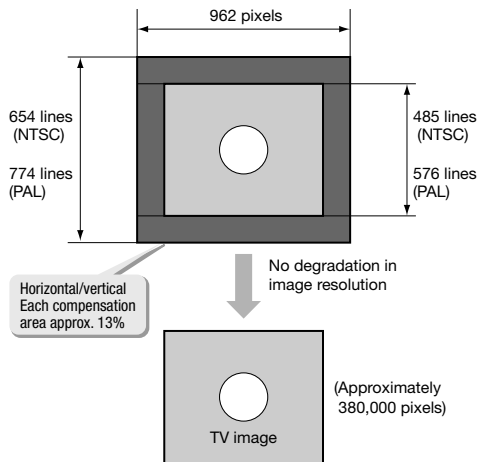 962 pixels
654 lines
(NTSC)
774 lines
(PAL)
485 lines
(NTSC)
576 lines
(PAL)
Horizontal/vertical
Each compensation
area approx. 13%
No degradation in
image resolution
(Approximately
380,000 pixels)
TV image